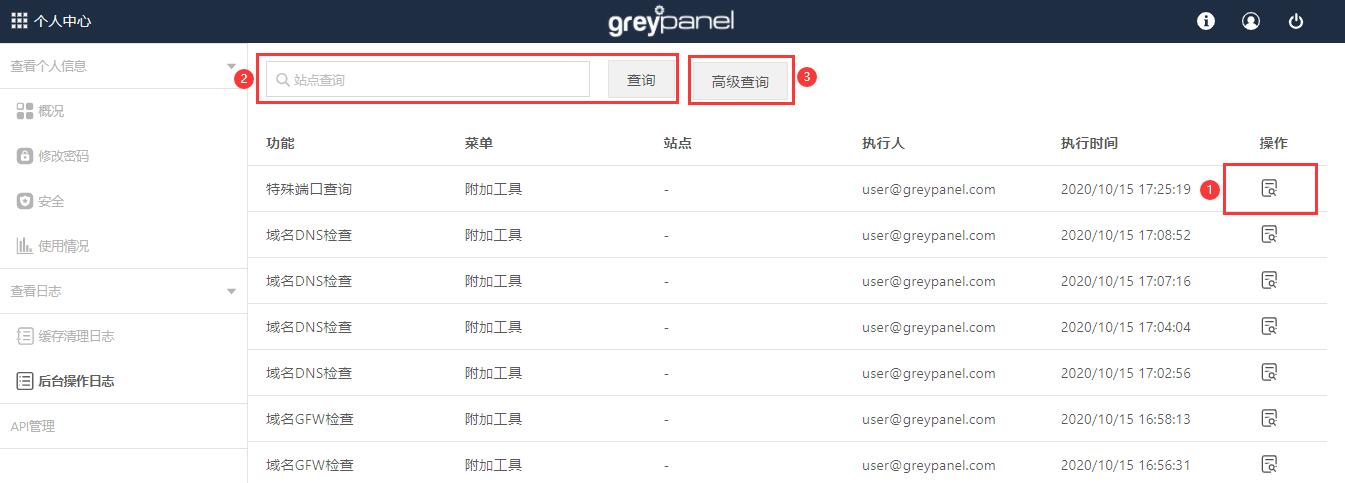 个人中心
greypanel
查看个人信息
概况
修改密码
安全
使用情况
查看日志
缓存清理日志
后台操作日志
API管理
2 站点查询 查询 高级查询 3
功能 菜单 站点 执行人 执行时间 操作
特殊端口查询 附加工具 - user@greypanel.com 2020/10/15 17:25:19 1
域名DNS检查 附加工具 - user@greypanel.com 2020/10/15 17:08:52
域名DNS检查 附加工具 - user@greypanel.com 2020/10/15 17:07:16
域名DNS检查 附加工具 - user@greypanel.com 2020/10/15 17:04:04
域名DNS检查 附加工具 - user@greypanel.com 2020/10/15 17:02:56
域名GFW检查 附加工具 - user@greypanel.com 2020/10/15 16:58:13
域名GFW检查 附加工具 - user@greypanel.com 2020/10/15 16:56:31